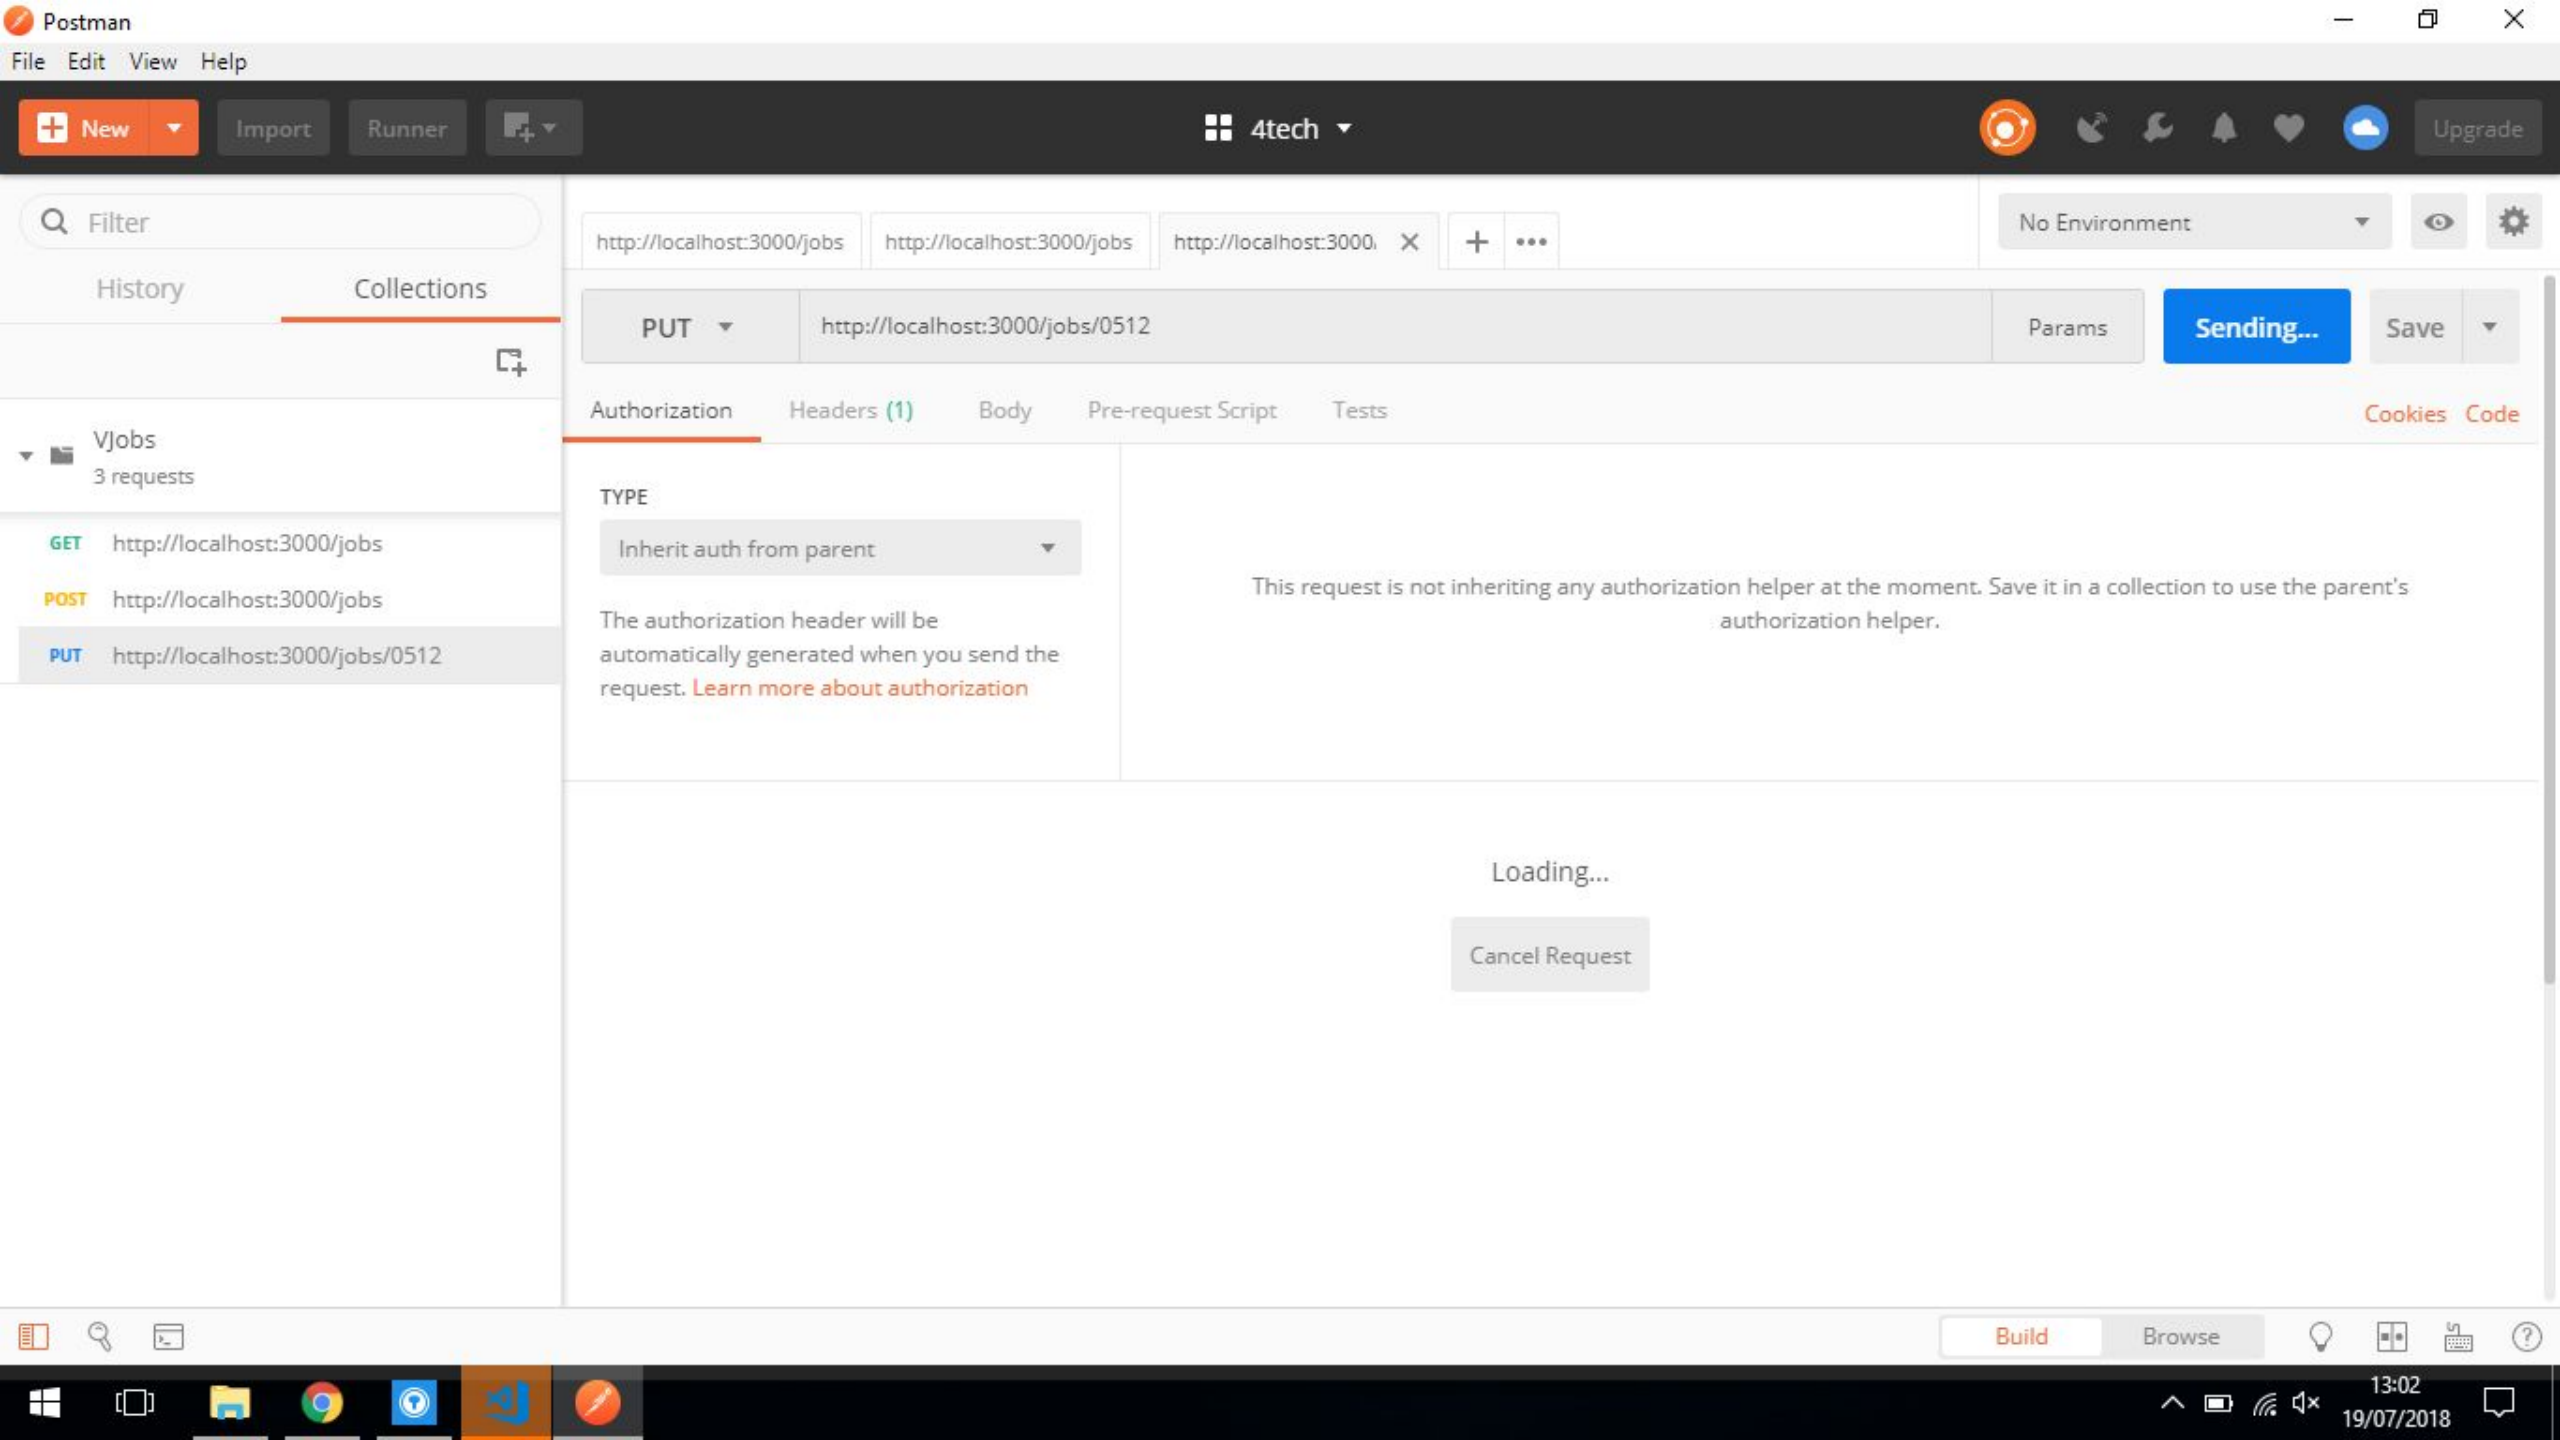 Postman
File Edit View Help
New Import Runner 4tech Upgrade
Filter
History Collections
VJobs
3 requests
GET http://localhost:3000/jobs
POST http://localhost:3000/jobs
PUT http://localhost:3000/jobs/0512
http://localhost:3000/jobs http://localhost:3000/jobs http://localhost:3000
No Environment
PUT http://localhost:3000/jobs/0512 Params Sending... Save
Authorization Headers (1) Body Pre-request Script Tests Cookies Code
TYPE
Inherit auth from parent
The authorization header will be
automatically generated when you send the
request. Learn more about authorization
This request is not inheriting any authorization helper at the moment. Save it in a collection to use the parent's
authorization helper.
Loading...
Cancel Request
Build Browse
13:02
19/07/2018